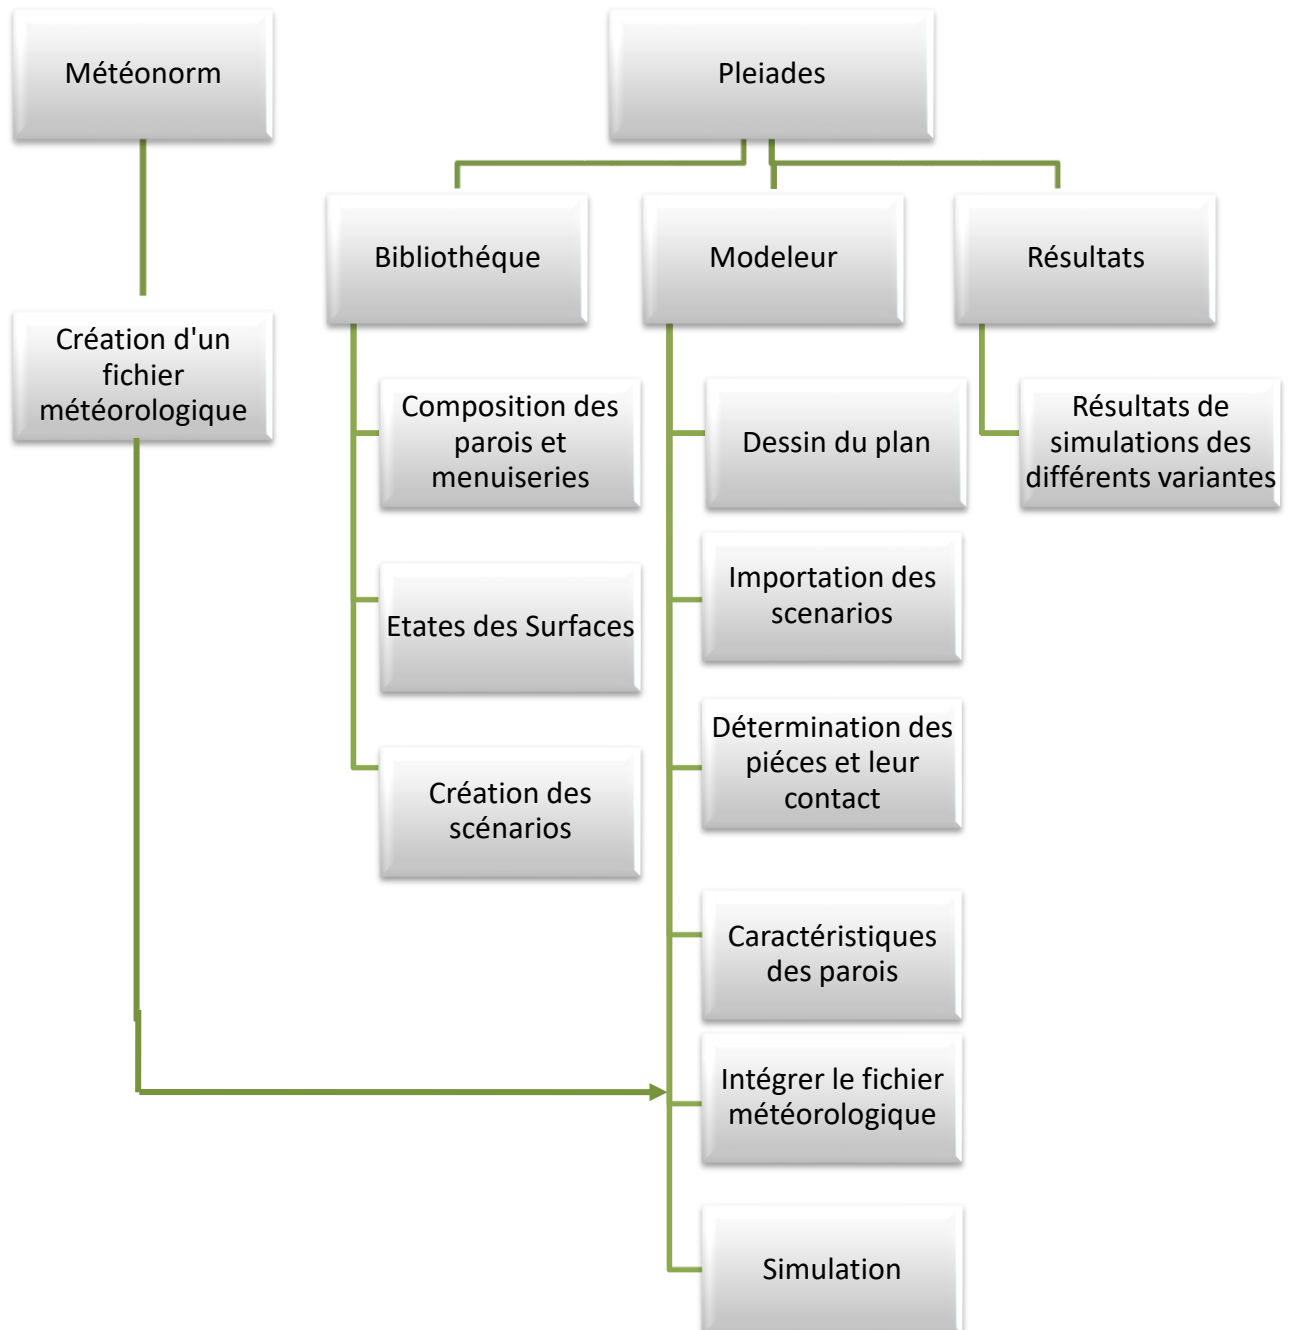 Météonorm
Pleiades
Bibliothéque
Modeleur
Résultats
Création d'un
fichier
météorologique
Composition des
parois et
menuiseries
Etates des Surfaces
Création des
scénarios
Dessin du plan
Importation des
scenarios
Détermination des
piéces et leur
contact
Caractéristiques
des parois
Intégrer le fichier
météorologique
Simulation
Résultats de
simulations des
différents variantes